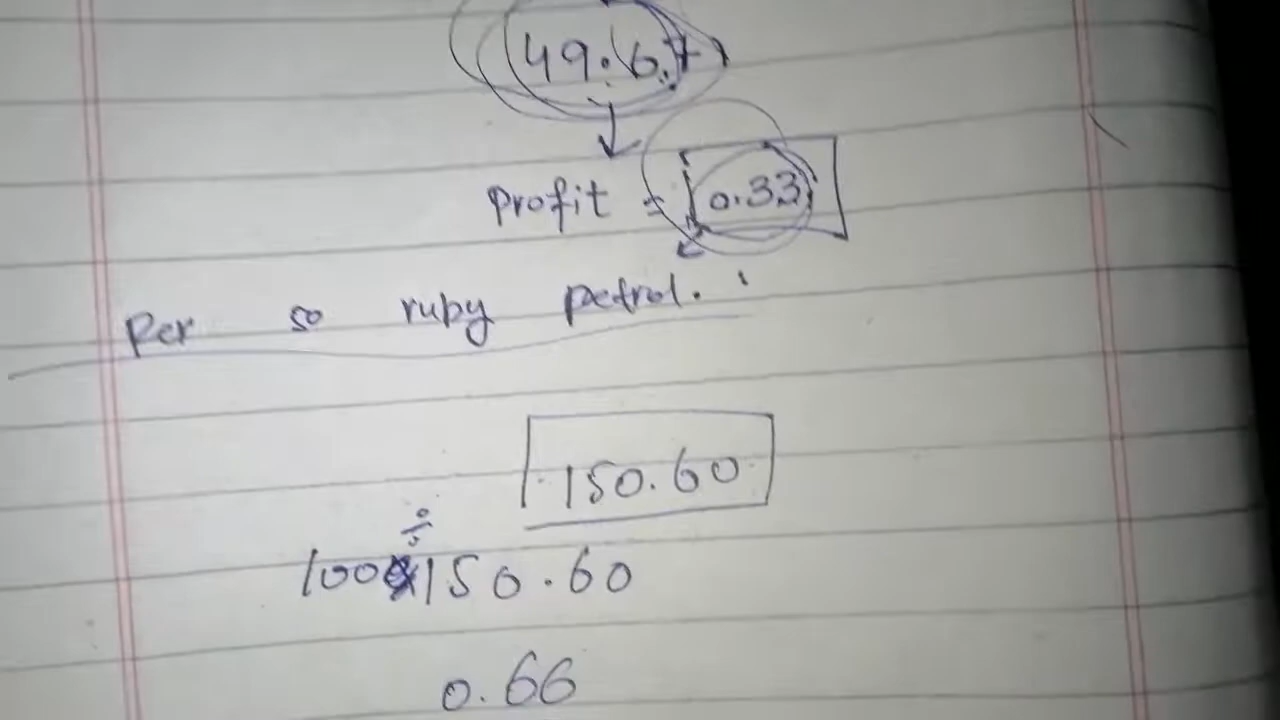 49.67
Profit = 0.33
Per 50 ruby petrol.
150.60
100 ÷ 150.60
0.66